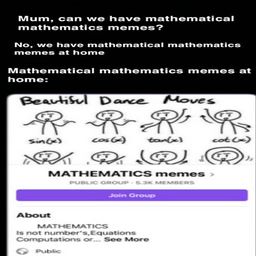 Mum, can we have mathematical
mathematics memes?
No, we have mathematical mathematics
memes at home
Mathematical mathematics memes at
home:
Beautiful Dance Moves
sin(x) cos(x) tan(x) cot(x)
MATHEMATICS memes >
PUBLIC GROUP · 5.3K MEMBERS
Join Group
About
MATHEMATICS
Is not number's,Equations
Computations or... See More
Public